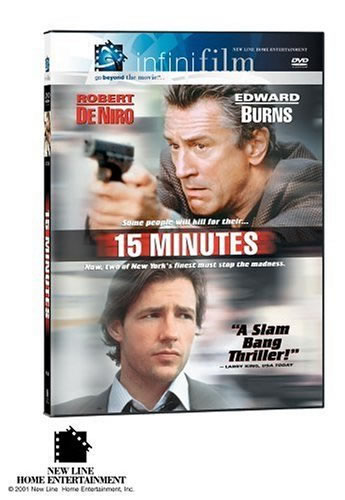 infinifilm
NEW LINE HOME ENTERTAINMENT
go beyond the movie...
DVD
ROBERT
DE NIRO
EDWARD
BURNS
Some people will kill for their...
15 MINUTES
Now, two of New York's finest must stop the madness.
"A Slam
Bang
Thriller!"
– LARRY KING, USA TODAY
15 MINUTES
NEW LINE
HOME ENTERTAINMENT
© 2001 New Line Home Entertainment, Inc.